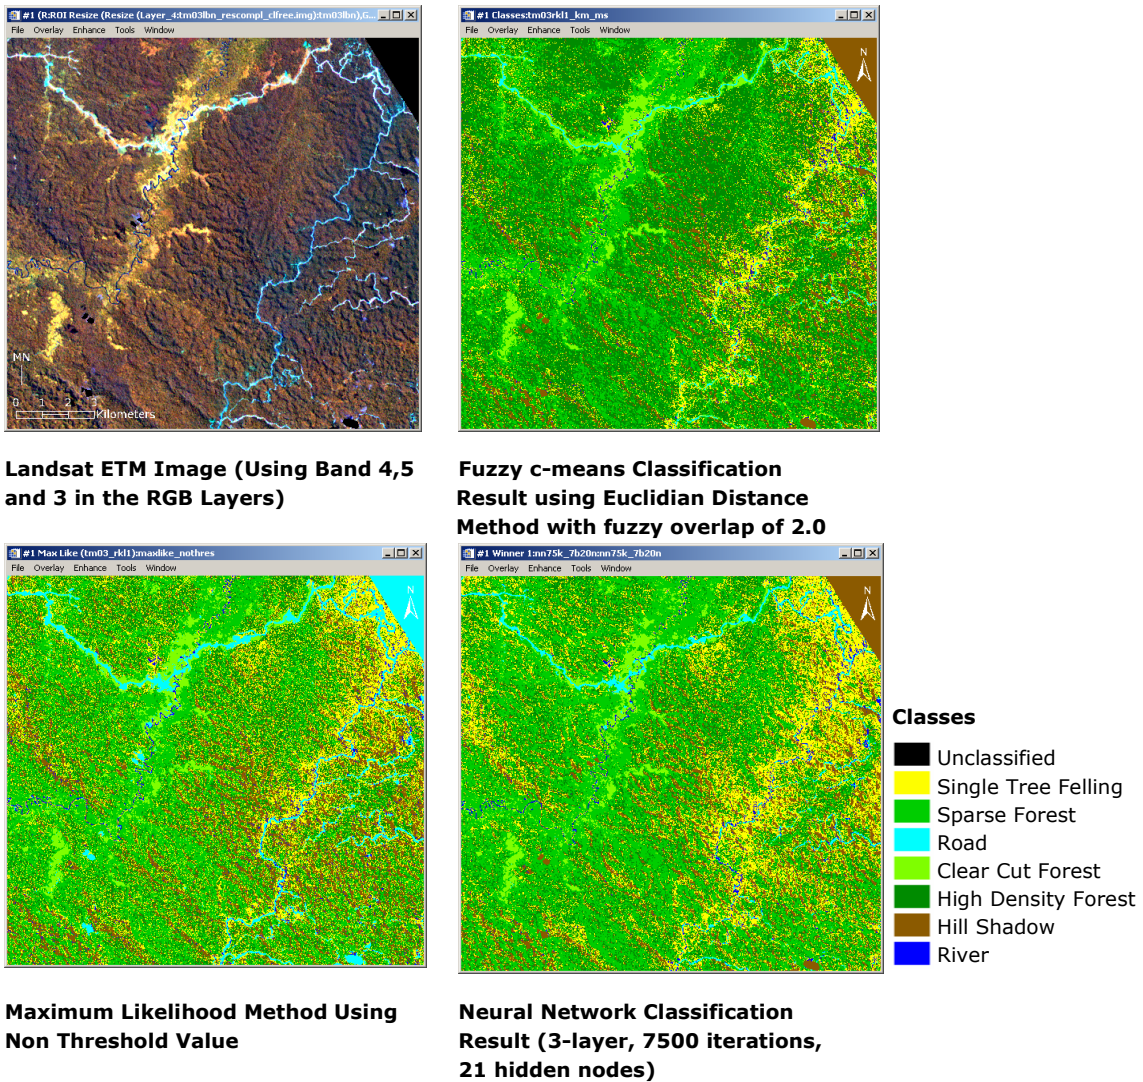 #1 (R:ROI Resize (Resize (Layer_4:tm03lbn_rescompl_clfree.img):tm03lbn),G...
File Overlay Enhance Tools Window
MN
0 1 2 3
Kilometers
#1 Classes:tm03rkl1_km_ms
File Overlay Enhance Tools Window
N
Landsat ETM Image (Using Band 4,5
and 3 in the RGB Layers)
Fuzzy c-means Classification
Result using Euclidian Distance
Method with fuzzy overlap of 2.0
#1 Max Like (tm03_rkl1):maxlike_nothres
File Overlay Enhance Tools Window
N
#1 Winner 1:nn75k_7b20n:nn75k_7b20n
File Overlay Enhance Tools Window
N
Classes
Unclassified
Single Tree Felling
Sparse Forest
Road
Clear Cut Forest
High Density Forest
Hill Shadow
River
Maximum Likelihood Method Using
Non Threshold Value
Neural Network Classification
Result (3-layer, 7500 iterations,
21 hidden nodes)